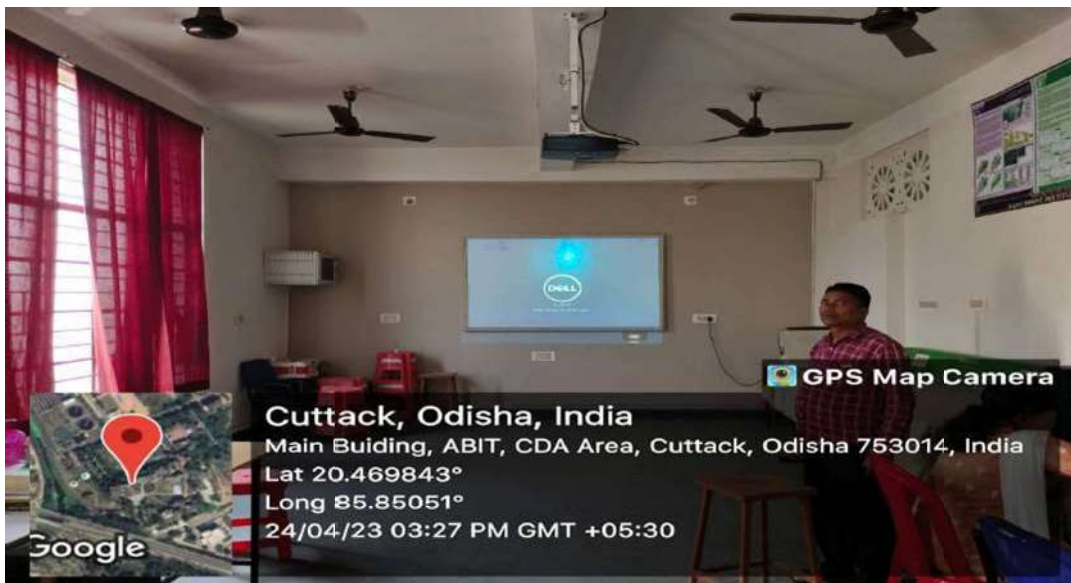 DELL
GPS Map Camera
Cuttack, Odisha, India
Main Buiding, ABIT, CDA Area, Cuttack, Odisha 753014, India
Lat 20.469843°
Long 85.85051°
24/04/23 03:27 PM GMT +05:30
Google